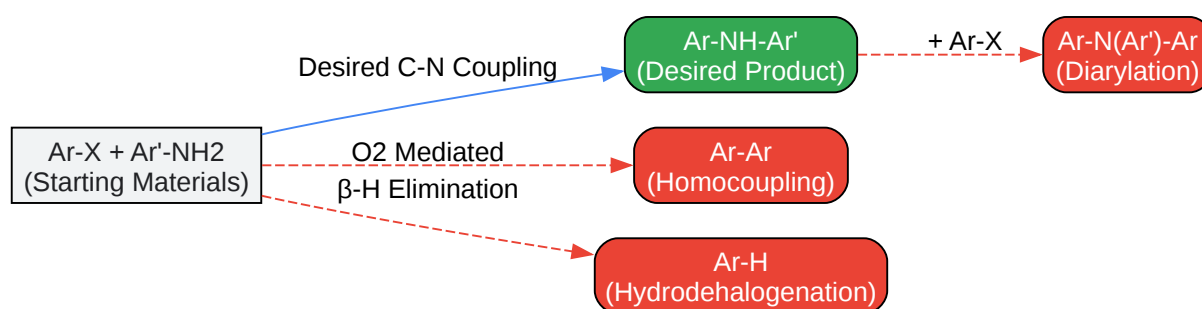 Ar-X + Ar'-NH2
(Starting Materials)
Desired C-N Coupling
O2 Mediated
β-H Elimination
Ar-NH-Ar'
(Desired Product)
+ Ar-X
Ar-N(Ar')-Ar
(Diarylation)
Ar-Ar
(Homocoupling)
Ar-H
(Hydrodehalogenation)